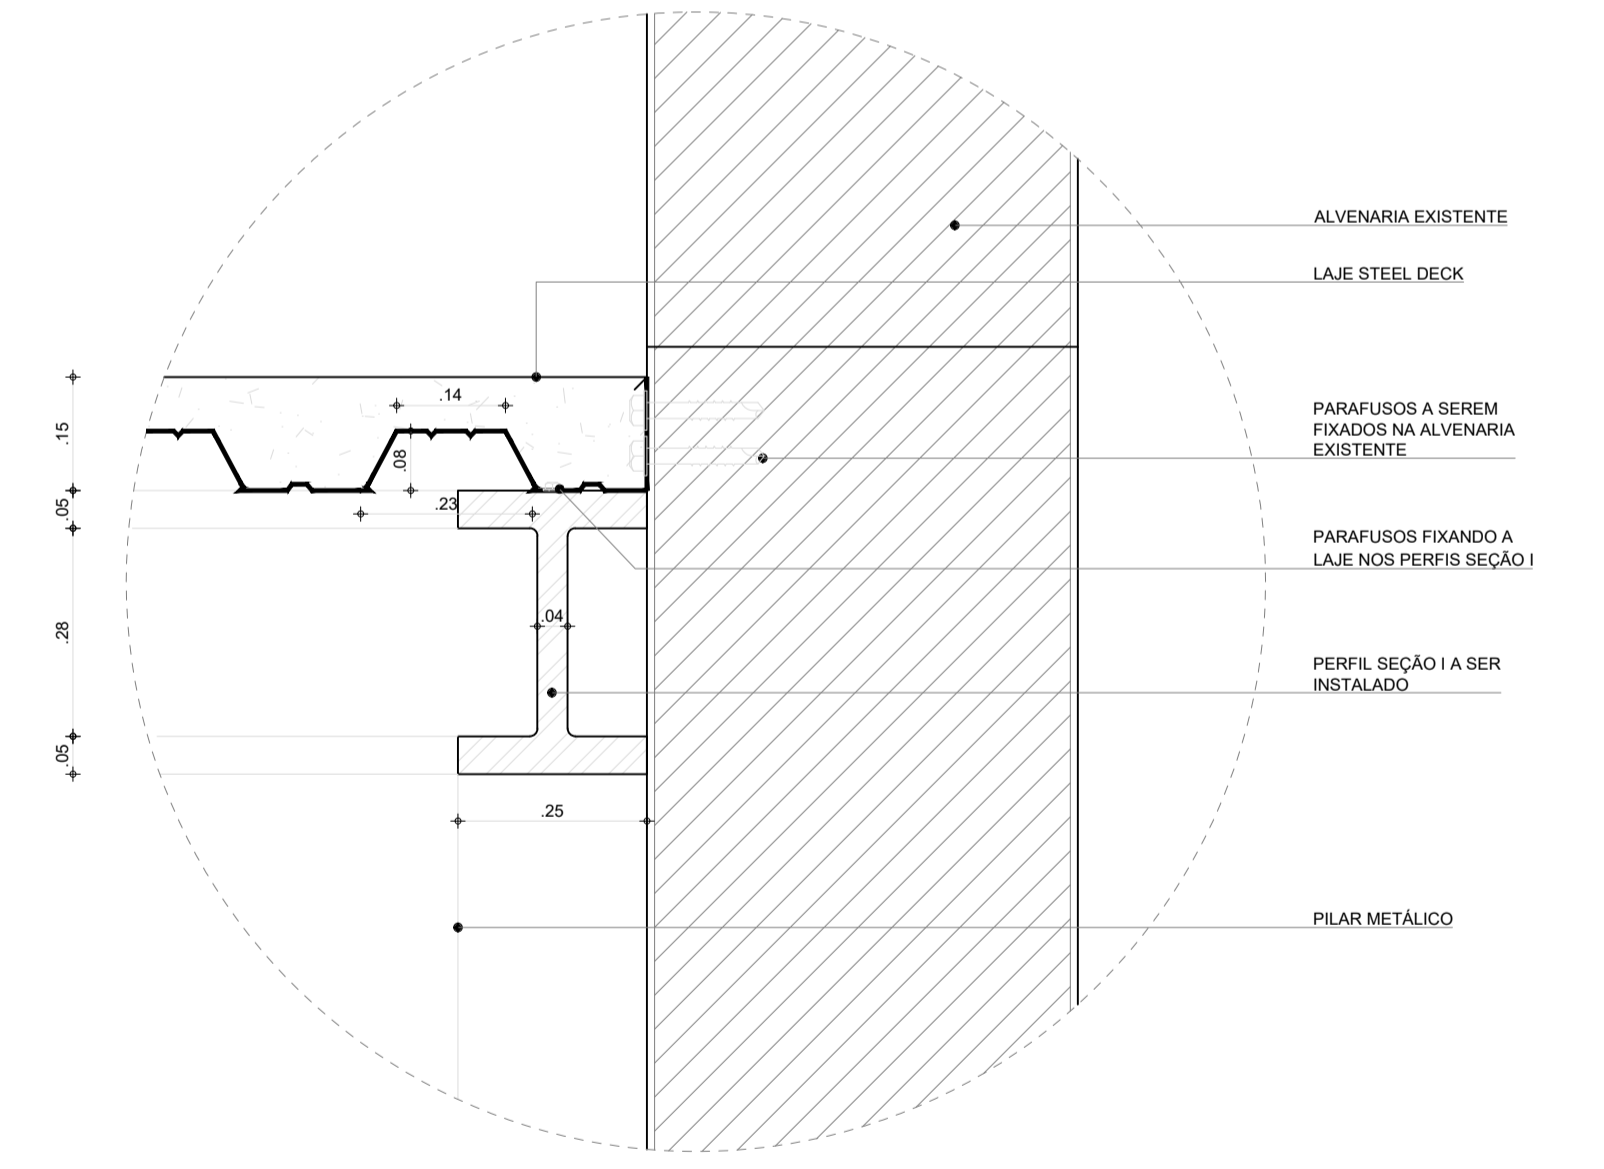 ALVENARIA EXISTENTE
LAJE STEEL DECK
.14
PARAFUSOS A SEREM
FIXADOS NA ALVENARIA
EXISTENTE
.15
.08
.23
.05
PARAFUSOS FIXANDO A
LAJE NOS PERFIS SEÇÃO I
.04
.28
PERFIL SEÇÃO I A SER
INSTALADO
.05
.25
PILAR METÁLICO